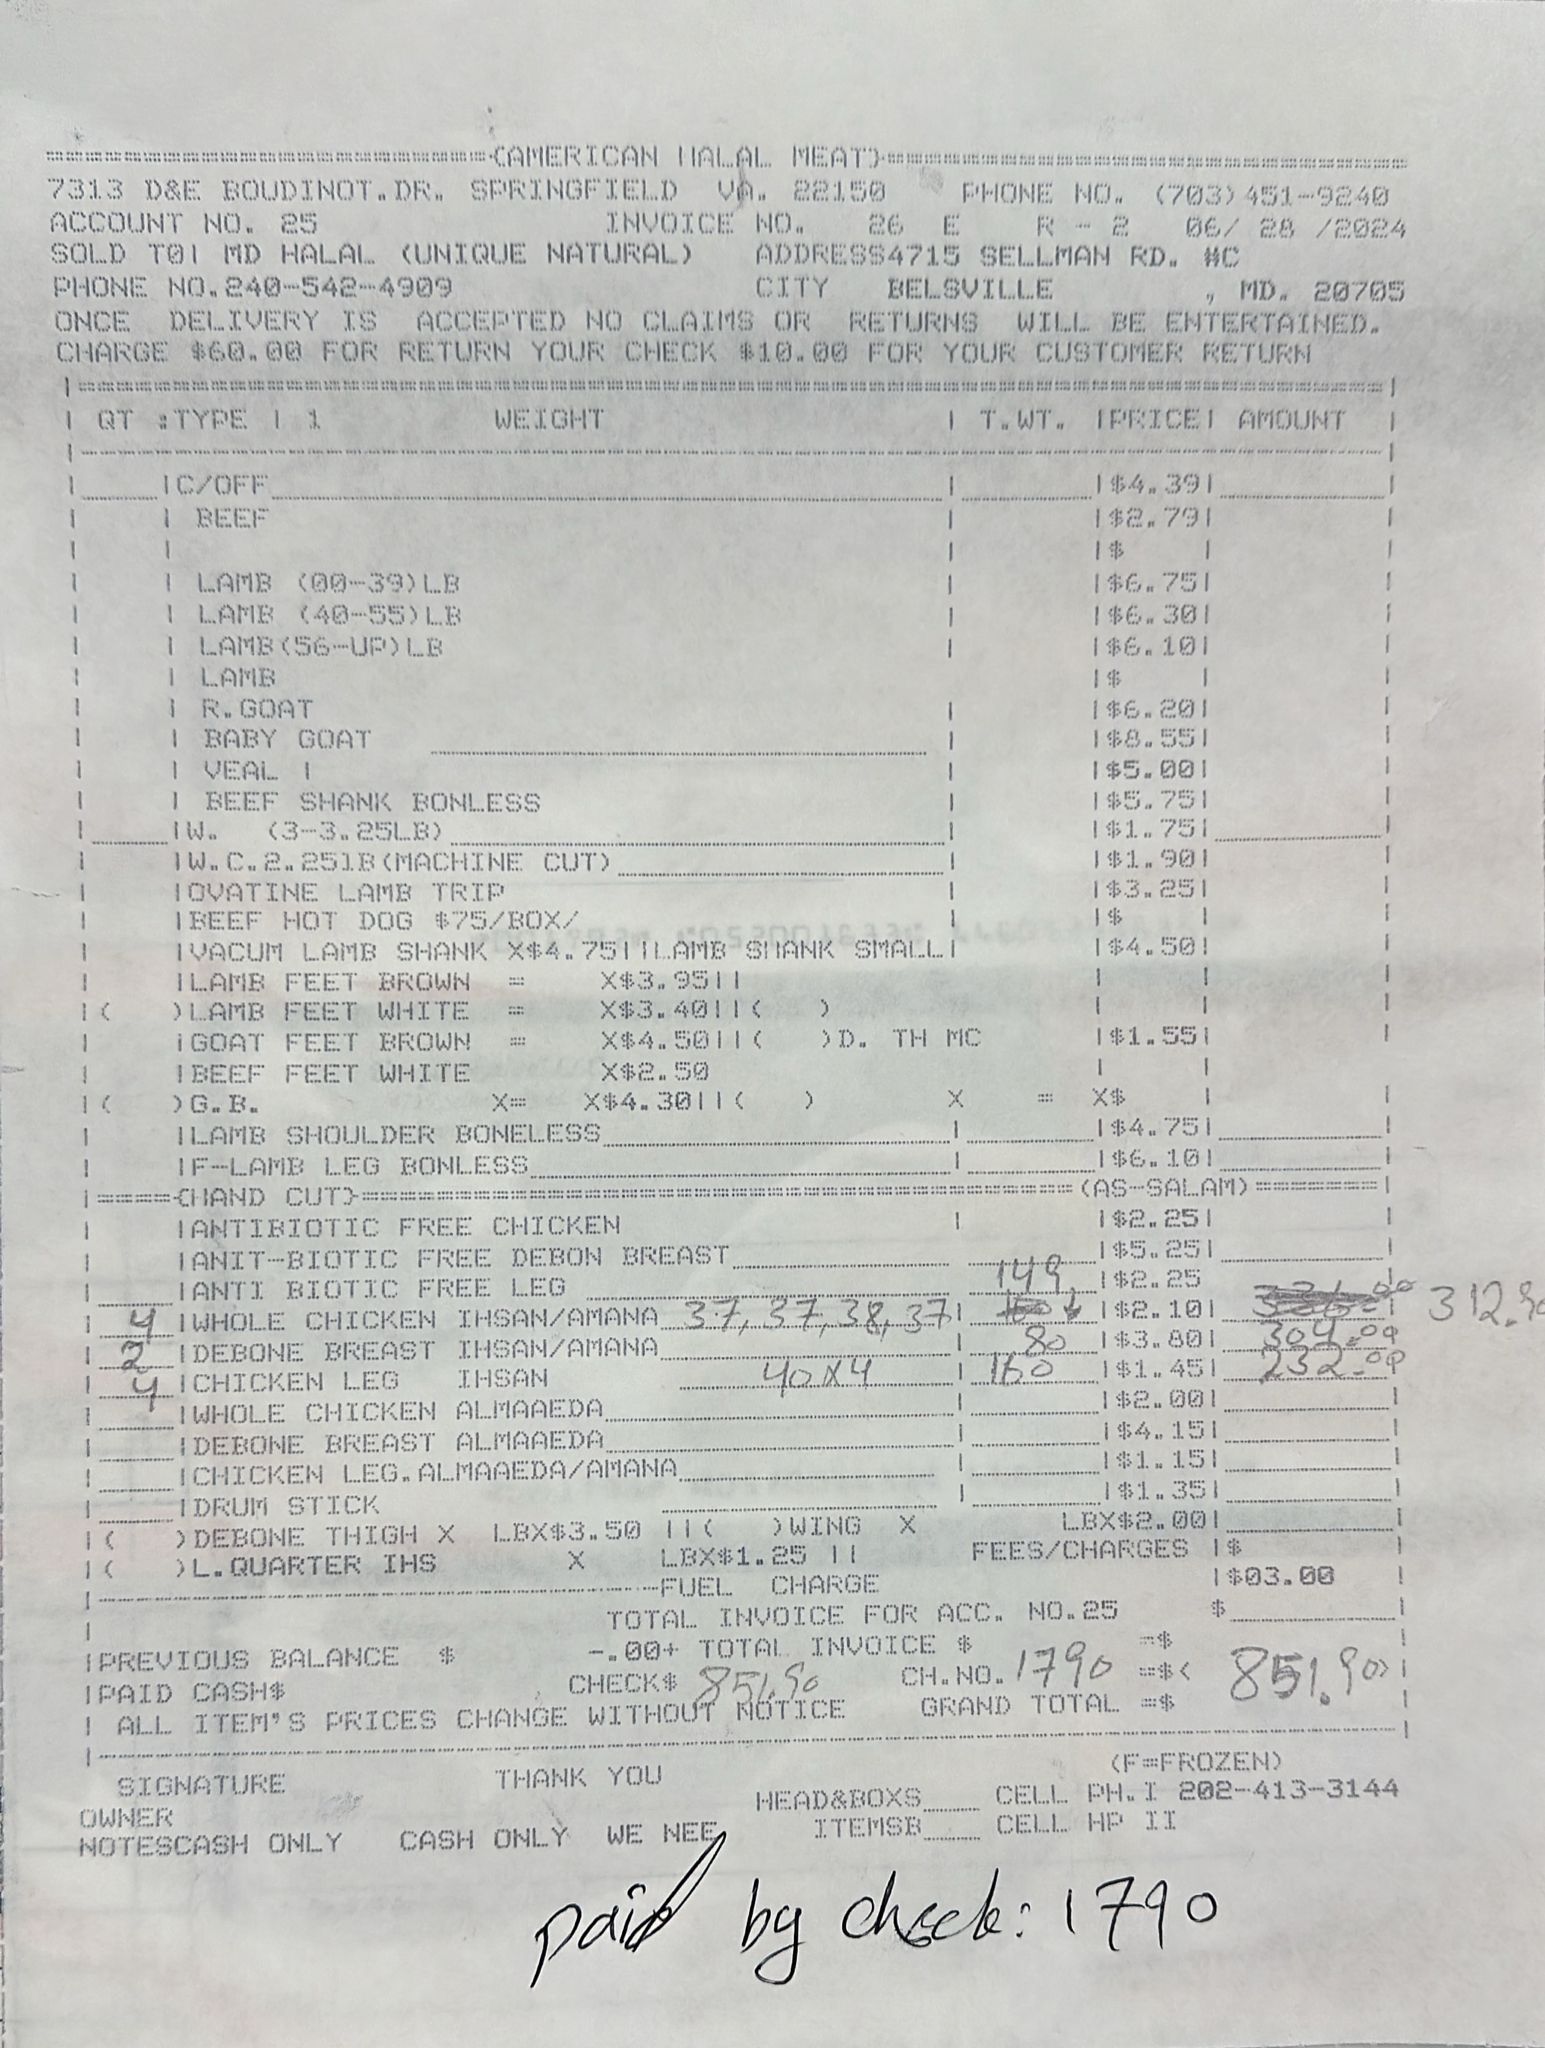 =====(AMERICAN HALAL MEAT)=====
7313 D&E BOUDINOT.DR. SPRINGFIELD VA. 22150 PHONE NO. (703)451-9240
ACCOUNT NO. 25 INVOICE NO. 26 E R - 2 06/ 28 /2024
SOLD TO| MD HALAL (UNIQUE NATURAL) ADDRESS4715 SELLMAN RD. #C
PHONE NO.240-542-4909 CITY BELSVILLE , MD. 20705
ONCE DELIVERY IS ACCEPTED NO CLAIMS OR RETURNS WILL BE ENTERTAINED.
CHARGE $60.00 FOR RETURN YOUR CHECK $10.00 FOR YOUR CUSTOMER RETURN
| QT :TYPE | 1 WEIGHT | T.WT. |PRICE| AMOUNT |
|C/OFF |$4.39|
| BEEF |$2.79|
|$ |
| LAMB (00-39)LB |$6.75|
| LAMB (40-55)LB |$6.30|
| LAMB(56-UP)LB |$6.10|
| LAMB |$ |
| R.GOAT |$6.20|
| BABY GOAT |$8.55|
| VEAL | |$5.00|
| BEEF SHANK BONLESS |$5.75|
|W. (3-3.25LB) |$1.75|
|W.C.2.251B(MACHINE CUT) |$1.90|
|OVATINE LAMB TRIP |$3.25|
|BEEF HOT DOG $75/BOX/ |$ |
|VACUM LAMB SHANK X$4.75||LAMB SHANK SMALL| |$4.50|
|LAMB FEET BROWN = X$3.95||
|( )LAMB FEET WHITE = X$3.40||( )
|GOAT FEET BROWN = X$4.50||( )D. TH MC |$1.55|
|BEEF FEET WHITE X$2.50
|( )G.B. X= X$4.30||( ) X = X$
|LAMB SHOULDER BONELESS |$4.75|
|F-LAMB LEG BONLESS |$6.10|
|=====(HAND CUT)=====(AS-SALAM)=====|
|ANTIBIOTIC FREE CHICKEN |$2.25|
|ANIT-BIOTIC FREE DEBON BREAST |$5.25|
|ANTI BIOTIC FREE LEG 149 |$2.25
4 |WHOLE CHICKEN IHSAN/AMANA 37, 37, 38, 37| |$2.10| 312.90
2 |DEBONE BREAST IHSAN/AMANA 80 |$3.80| 304.00
4 |CHICKEN LEG IHSAN 40X4 160 |$1.45| 232.00
|WHOLE CHICKEN ALMAAEDA |$2.00|
|DEBONE BREAST ALMAAEDA |$4.15|
|CHICKEN LEG.ALMAAEDA/AMANA |$1.15|
|DRUM STICK |$1.35|
|( )DEBONE THIGH X LBX$3.50 ||( )WING X LBX$2.00|
|( )L.QUARTER IHS X LBX$1.25 || FEES/CHARGES |$
FUEL CHARGE |$03.00
TOTAL INVOICE FOR ACC. NO.25 $
|PREVIOUS BALANCE $ -.00+ TOTAL INVOICE $ =$
|PAID CASH$ CHECK$ 851.90 CH.NO. 1790 =$( 851.90)
| ALL ITEM'S PRICES CHANGE WITHOUT NOTICE GRAND TOTAL =$
(F=FROZEN)
SIGNATURE THANK YOU HEAD&BOXS CELL PH.I 202-413-3144
OWNER ITEMSB CELL HP II
NOTESCASH ONLY CASH ONLY WE NEE
paid by check: 1790